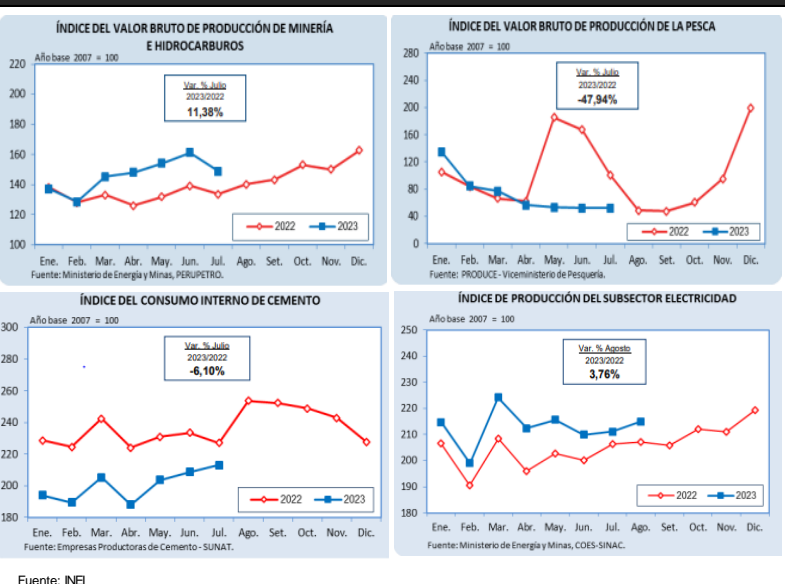 ÍNDICE DEL VALOR BRUTO DE PRODUCCIÓN DE MINERÍA
E HIDROCARBUROS
Año base 2007 = 100
220
200
180
160
140
120
100
Var. % Julio
2023/2022
11,38%
2022
2023
Ene. Feb. Mar. Abr. May. Jun. Jul. Ago. Set. Oct. Nov. Dic.
Fuente: Ministerio de Energía y Minas, PERUPETRO.
ÍNDICE DEL VALOR BRUTO DE PRODUCCIÓN DE LA PESCA
Año base 2007 = 100
280
240
200
160
120
80
40
0
Var. % Julio
2023/2022
-47,94%
2022
2023
Ene. Feb. Mar. Abr. May. Jun. Jul. Ago. Set. Oct. Nov. Dic.
Fuente: PRODUCE - Viceministerio de Pesquería.
ÍNDICE DEL CONSUMO INTERNO DE CEMENTO
Año base 2007 = 100
300
280
260
240
220
200
180
Var. % Julio
2023/2022
-6,10%
2022
2023
Ene. Feb. Mar. Abr. May. Jun. Jul. Ago. Set. Oct. Nov. Dic.
Fuente: Empresas Productoras de Cemento - SUNAT.
ÍNDICE DE PRODUCCIÓN DEL SUBSECTOR ELECTRICIDAD
Año base 2007 = 100
250
240
230
220
210
200
190
180
Var. % Agosto
2023/2022
3,76%
2022
2023
Ene. Feb. Mar. Abr. May. Jun. Jul. Ago. Set. Oct. Nov. Dic.
Fuente: Ministerio de Energía y Minas, COES-SINAC.
Fuente: INEI